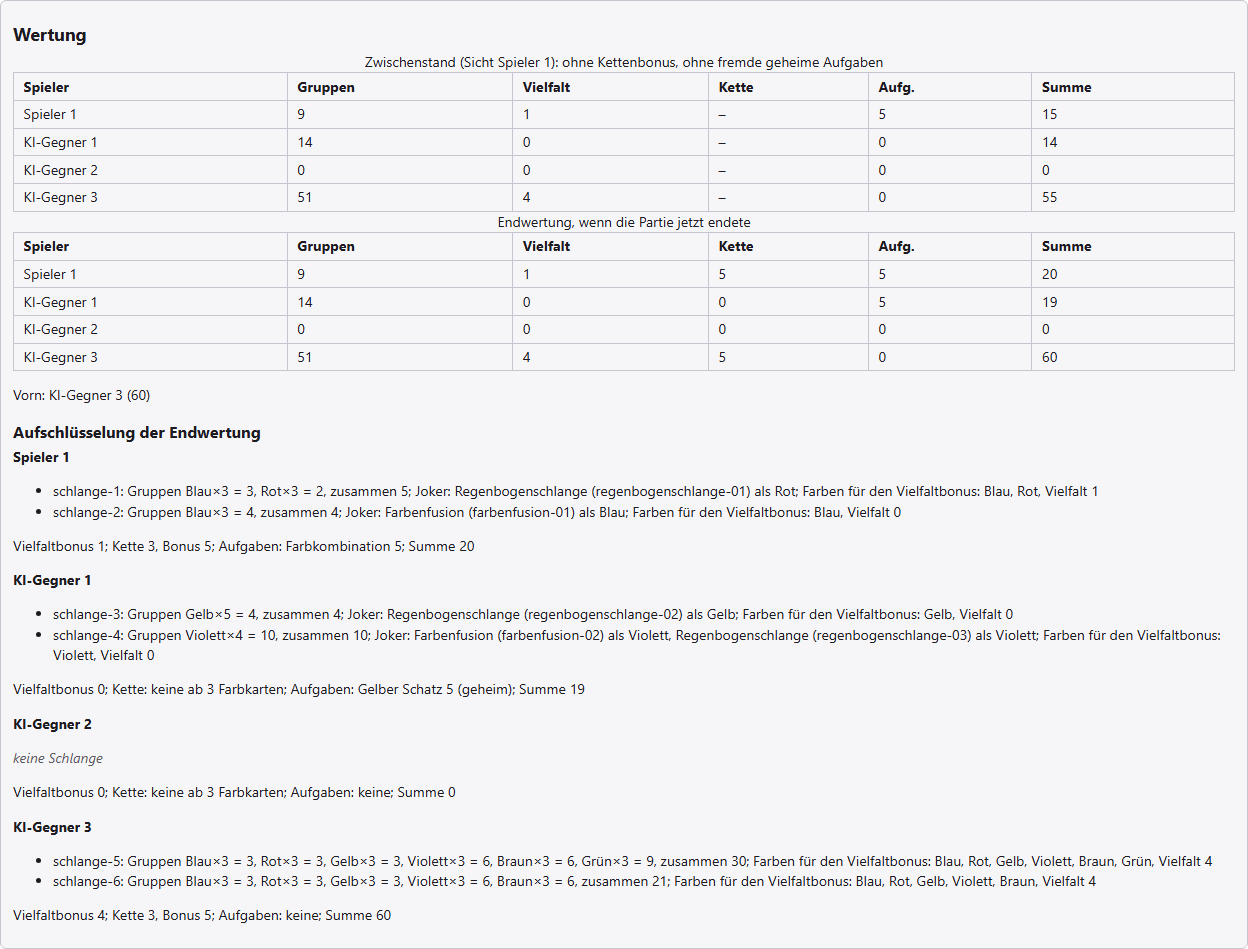 Wertung
Zwischenstand (Sicht Spieler 1): ohne Kettenbonus, ohne fremde geheime Aufgaben
Spieler Gruppen Vielfalt Kette Aufg. Summe
Spieler 1 9 1 – 5 15
KI-Gegner 1 14 0 – 0 14
KI-Gegner 2 0 0 – 0 0
KI-Gegner 3 51 4 – 0 55
Endwertung, wenn die Partie jetzt endete
Spieler Gruppen Vielfalt Kette Aufg. Summe
Spieler 1 9 1 5 5 20
KI-Gegner 1 14 0 0 5 19
KI-Gegner 2 0 0 0 0 0
KI-Gegner 3 51 4 5 0 60
Vorn: KI-Gegner 3 (60)
Aufschlüsselung der Endwertung
Spieler 1
• schlange-1: Gruppen Blau×3 = 3, Rot×3 = 2, zusammen 5; Joker: Regenbogenschlange (regenbogenschlange-01) als Rot; Farben für den Vielfaltbonus: Blau, Rot, Vielfalt 1
• schlange-2: Gruppen Blau×3 = 4, zusammen 4; Joker: Farbenfusion (farbenfusion-01) als Blau; Farben für den Vielfaltbonus: Blau, Vielfalt 0
Vielfaltbonus 1; Kette 3, Bonus 5; Aufgaben: Farbkombination 5; Summe 20
KI-Gegner 1
• schlange-3: Gruppen Gelb×5 = 4, zusammen 4; Joker: Regenbogenschlange (regenbogenschlange-02) als Gelb; Farben für den Vielfaltbonus: Gelb, Vielfalt 0
• schlange-4: Gruppen Violett×4 = 10, zusammen 10; Joker: Farbenfusion (farbenfusion-02) als Violett, Regenbogenschlange (regenbogenschlange-03) als Violett; Farben für den Vielfaltbonus:
Violett, Vielfalt 0
Vielfaltbonus 0; Kette: keine ab 3 Farbkarten; Aufgaben: Gelber Schatz 5 (geheim); Summe 19
KI-Gegner 2
keine Schlange
Vielfaltbonus 0; Kette: keine ab 3 Farbkarten; Aufgaben: keine; Summe 0
KI-Gegner 3
• schlange-5: Gruppen Blau×3 = 3, Rot×3 = 3, Gelb×3 = 3, Violett×3 = 6, Braun×3 = 6, Grün×3 = 9, zusammen 30; Farben für den Vielfaltbonus: Blau, Rot, Gelb, Violett, Braun, Grün, Vielfalt 4
• schlange-6: Gruppen Blau×3 = 3, Rot×3 = 3, Gelb×3 = 3, Violett×3 = 6, Braun×3 = 6, zusammen 21; Farben für den Vielfaltbonus: Blau, Rot, Gelb, Violett, Braun, Vielfalt 4
Vielfaltbonus 4; Kette 3, Bonus 5; Aufgaben: keine; Summe 60